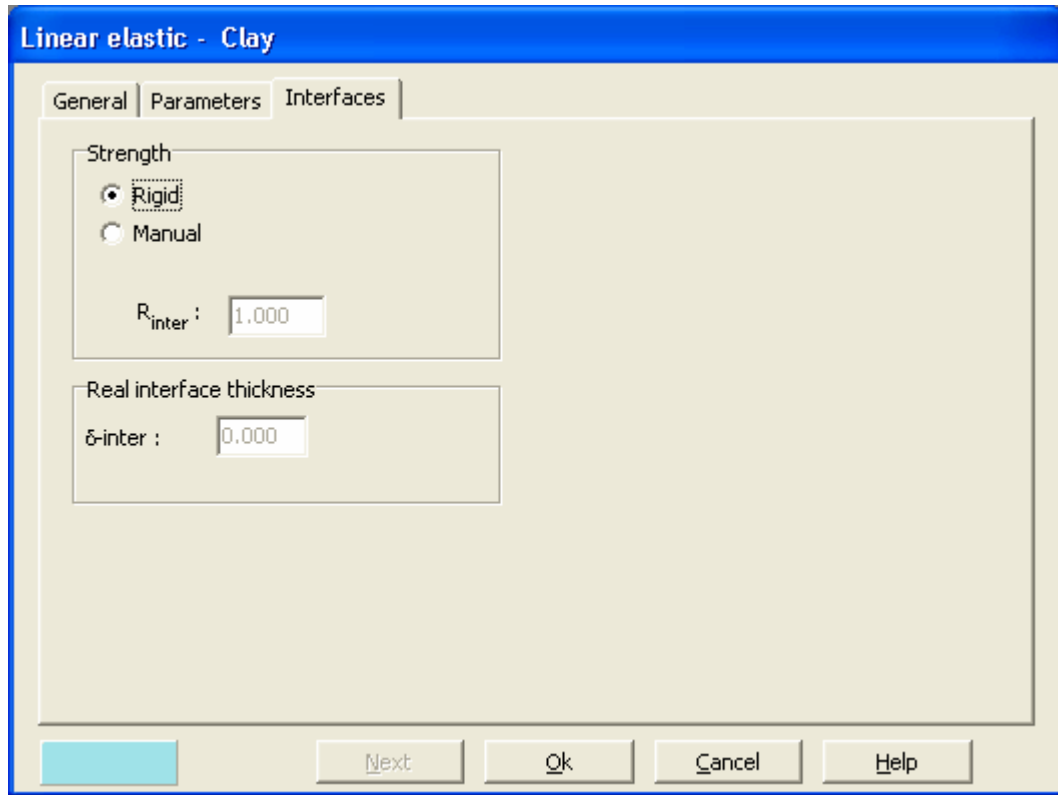 Linear elastic - Clay
General Parameters Interfaces
Strength
Rigid
Manual
Rinter : 1.000
Real interface thickness
δ-inter : 0.000
Next Ok Cancel Help